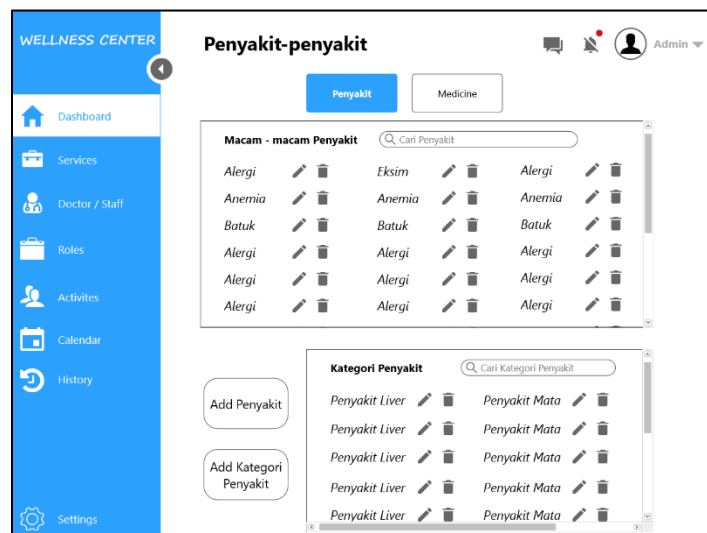 WELLNESS CENTER
Penyakit-penyakit
Admin
Penyakit
Medicine
Dashboard
Services
Doctor / Staff
Roles
Activites
Calendar
History
Settings
Macam - macam Penyakit
Cari Penyakit
Alergi Eksim Alergi
Anemia Anemia Anemia
Batuk Batuk Batuk
Alergi Alergi Alergi
Alergi Alergi Alergi
Alergi Alergi Alergi
Add Penyakit
Add Kategori
Penyakit
Kategori Penyakit
Cari Kategori Penyakit
Penyakit Liver Penyakit Mata
Penyakit Liver Penyakit Mata
Penyakit Liver Penyakit Mata
Penyakit Liver Penyakit Mata
Penyakit Liver Penyakit Mata